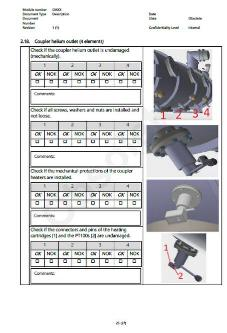 Module number CMXX
Document Type Description
Date
Document
State Obsolete
Number
Revision 1 (1)
Confidentiality Level Internal
2.18. Coupler helium outlet (4 elements)
Check if the coupler helium outlet is undamaged
(mechanically).
1 2 3 4
OK NOK OK NOK OK NOK OK NOK
Comments:
1 2 3 4
Check if all screws, washers and nuts are installed and
not loose.
1 2 3 4
OK NOK OK NOK OK NOK OK NOK
Comments:
Check if the mechanical protections of the coupler
heaters are installed.
1 2 3 4
OK NOK OK NOK OK NOK OK NOK
Comments:
Check if the connectors and pins of the heating
cartridges (1) and the PT100s (2) are undamaged.
1 2 3 4
OK NOK OK NOK OK NOK OK NOK
Comments:
1
2